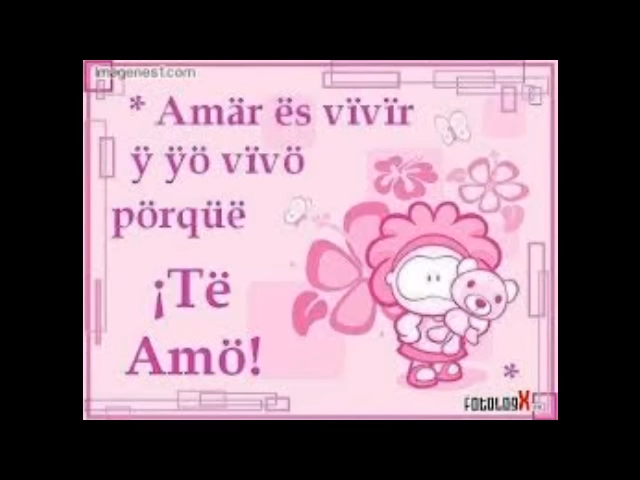 Imagenest.com
* Amär ës vïvïr
ÿ ÿö vïvö
pörqüë
¡Të
Amö!
*
FOTOLOGX